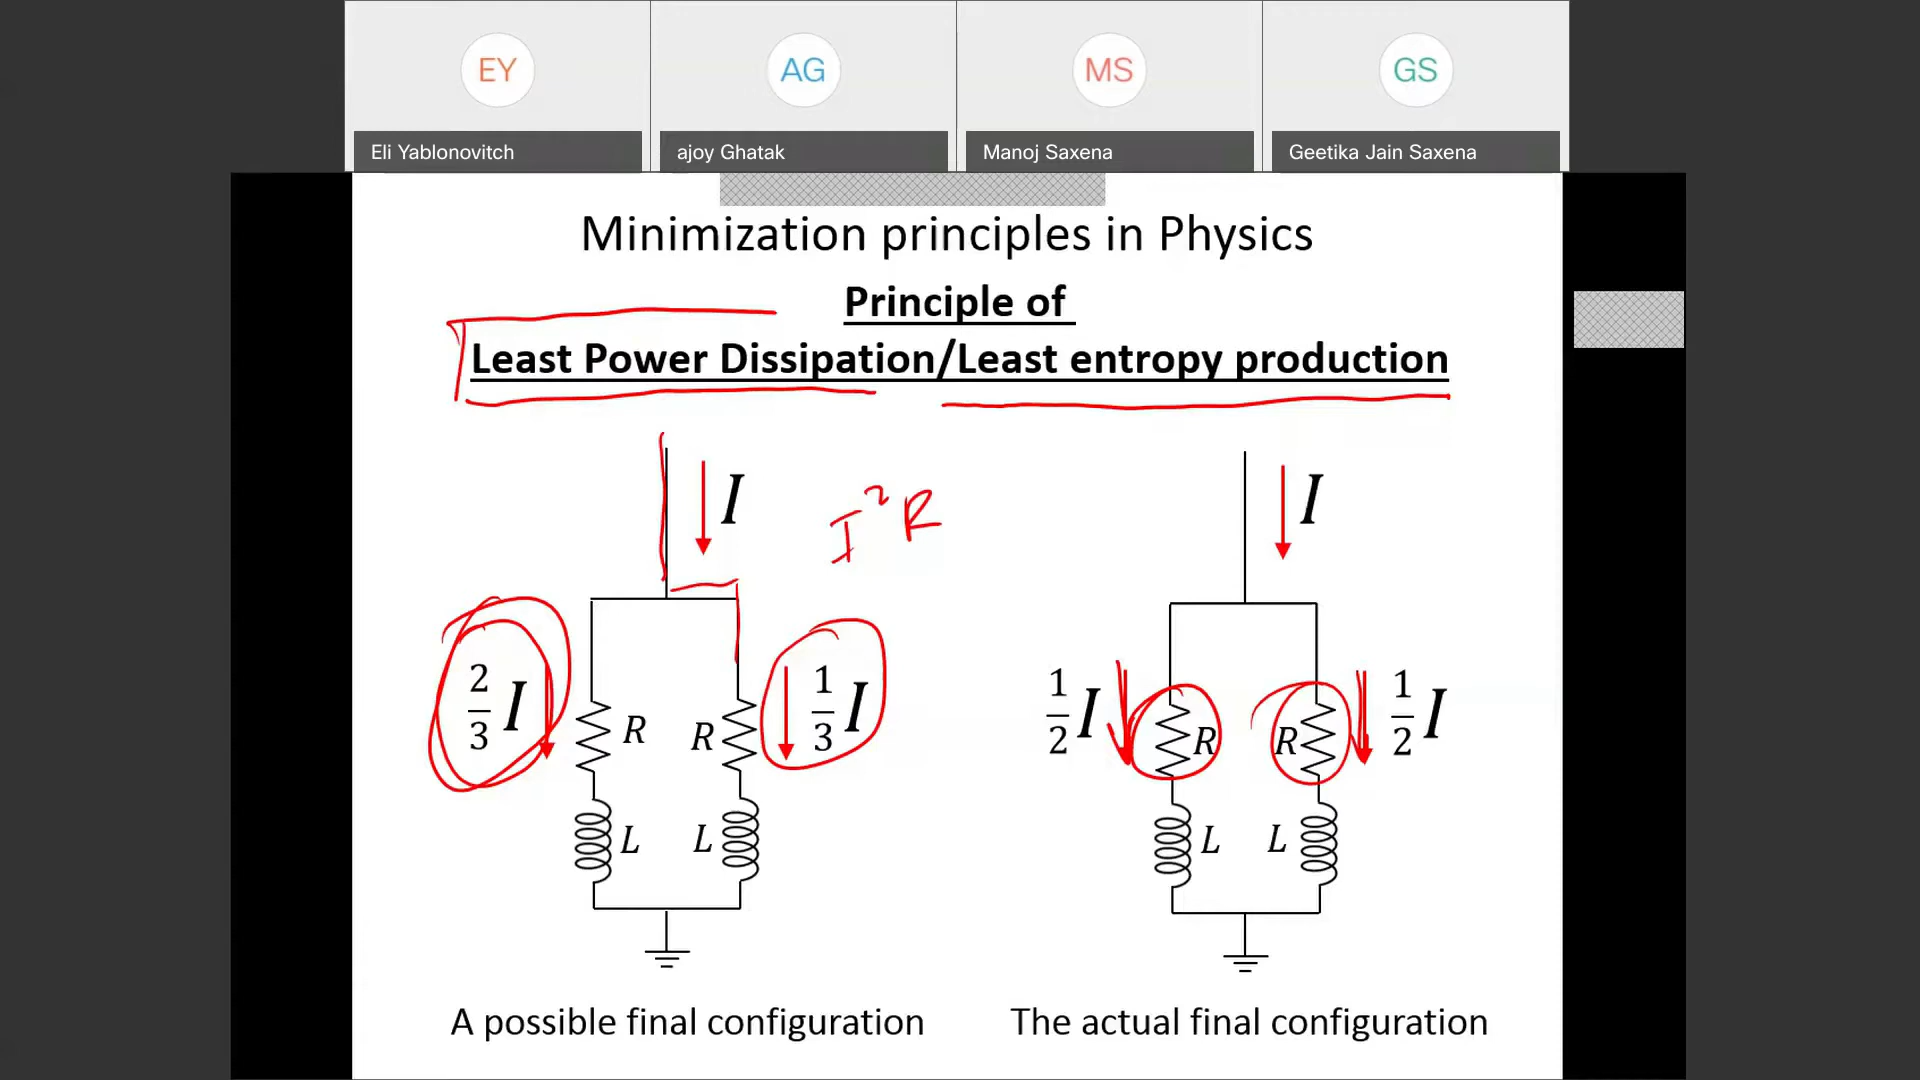 EY AG MS GS
Eli Yablonovitch ajoy Ghatak Manoj Saxena Geetika Jain Saxena
Minimization principles in Physics
Principle of
Least Power Dissipation/Least entropy production
I I²R I
2/3 I R R 1/3 I 1/2 I R R 1/2 I
L L L L
A possible final configuration The actual final configuration